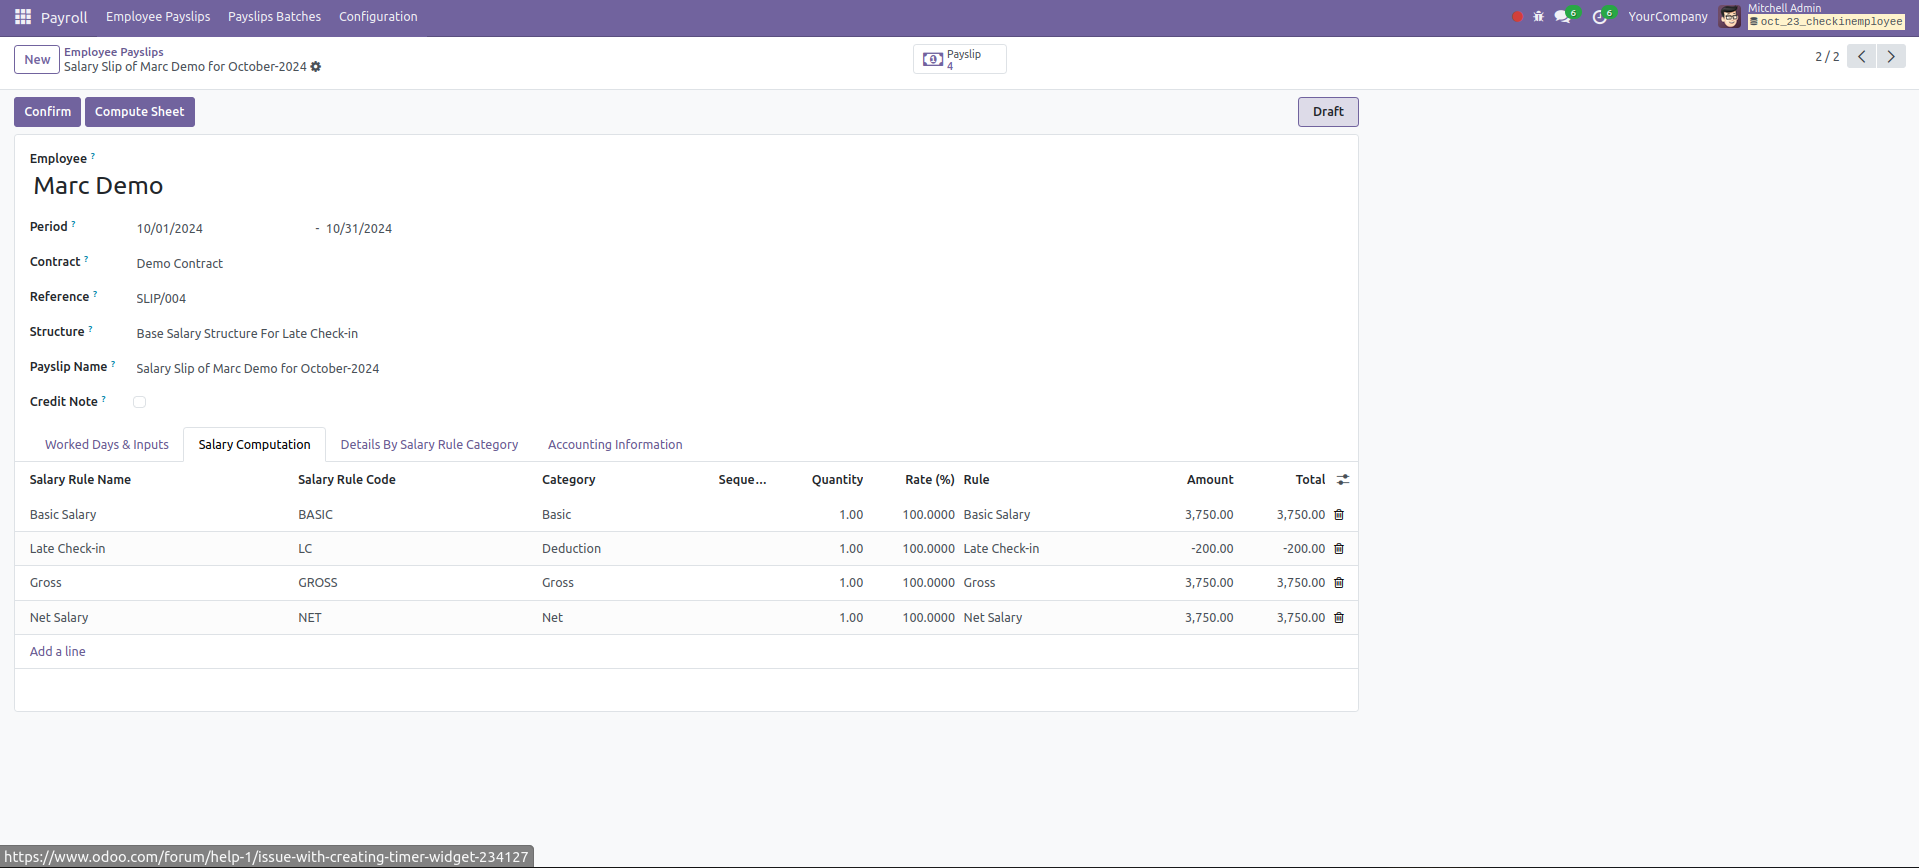 Payroll Employee Payslips Payslips Batches Configuration 6 6 YourCompany Mitchell Admin
oct_23_checkinemployee
New Employee Payslips Payslip 2 / 2
Salary Slip of Marc Demo for October-2024 4
Confirm Compute Sheet Draft
Employee ?
Marc Demo
Period ? 10/01/2024 - 10/31/2024
Contract ? Demo Contract
Reference ? SLIP/004
Structure ? Base Salary Structure For Late Check-in
Payslip Name ? Salary Slip of Marc Demo for October-2024
Credit Note ?
Worked Days & Inputs Salary Computation Details By Salary Rule Category Accounting Information
Salary Rule Name Salary Rule Code Category Seque... Quantity Rate (%) Rule Amount Total
Basic Salary BASIC Basic 1.00 100.0000 Basic Salary 3,750.00 3,750.00
Late Check-in LC Deduction 1.00 100.0000 Late Check-in -200.00 -200.00
Gross GROSS Gross 1.00 100.0000 Gross 3,750.00 3,750.00
Net Salary NET Net 1.00 100.0000 Net Salary 3,750.00 3,750.00
Add a line
https://www.odoo.com/forum/help-1/issue-with-creating-timer-widget-234127